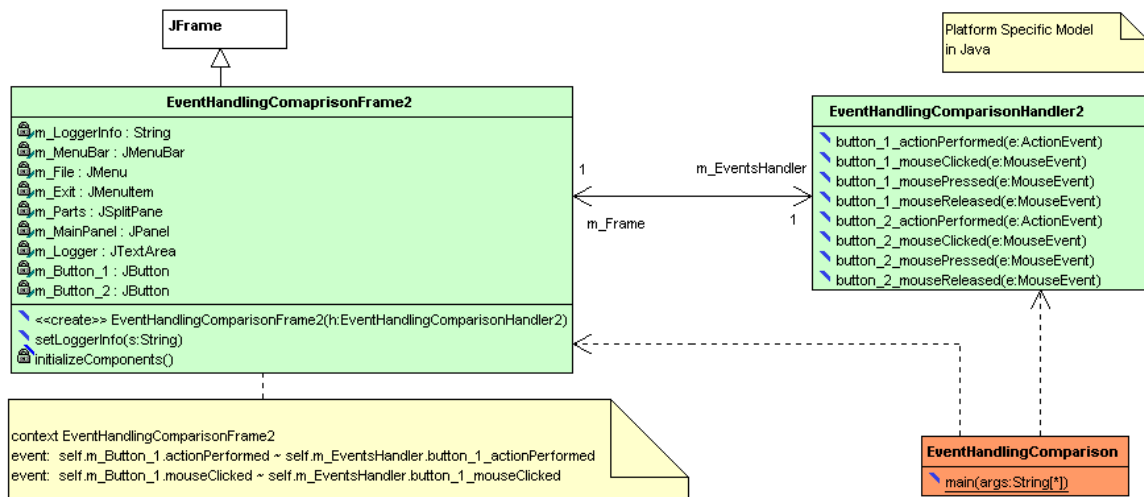 JFrame
Platform Specific Model
in Java
EventHandlingComaprisonFrame2
m_LoggerInfo : String
m_MenuBar : JMenuBar
m_File : JMenu
m_Exit : JMenuItem
m_Parts : JSplitPane
m_MainPanel : JPanel
m_Logger : JTextArea
m_Button_1 : JButton
m_Button_2 : JButton
<<create>> EventHandlingComparisonFrame2(h:EventHandlingComparisonHandler2)
setLoggerInfo(s:String)
initializeComponents()
1
m_EventsHandler
m_Frame
1
EventHandlingComparisonHandler2
button_1_actionPerformed(e:ActionEvent)
button_1_mouseClicked(e:MouseEvent)
button_1_mousePressed(e:MouseEvent)
button_1_mouseReleased(e:MouseEvent)
button_2_actionPerformed(e:ActionEvent)
button_2_mouseClicked(e:MouseEvent)
button_2_mousePressed(e:MouseEvent)
button_2_mouseReleased(e:MouseEvent)
context EventHandlingComparisonFrame2
event: self.m_Button_1.actionPerformed ~ self.m_EventsHandler.button_1_actionPerformed
event: self.m_Button_1.mouseClicked ~ self.m_EventsHandler.button_1_mouseClicked
EventHandlingComparison
main(args:String[*])